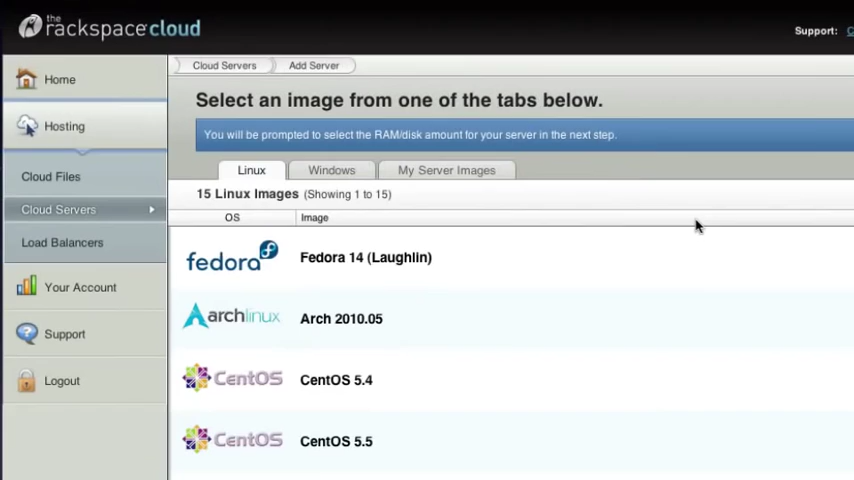 the
rackspacecloud
Support:
Home
Hosting
Cloud Files
Cloud Servers
Load Balancers
Your Account
Support
Logout
Cloud Servers Add Server
Select an image from one of the tabs below.
You will be prompted to select the RAM/disk amount for your server in the next step.
Linux Windows My Server Images
15 Linux Images (Showing 1 to 15)
OS Image
fedora Fedora 14 (Laughlin)
archlinux Arch 2010.05
CentOS CentOS 5.4
CentOS CentOS 5.5